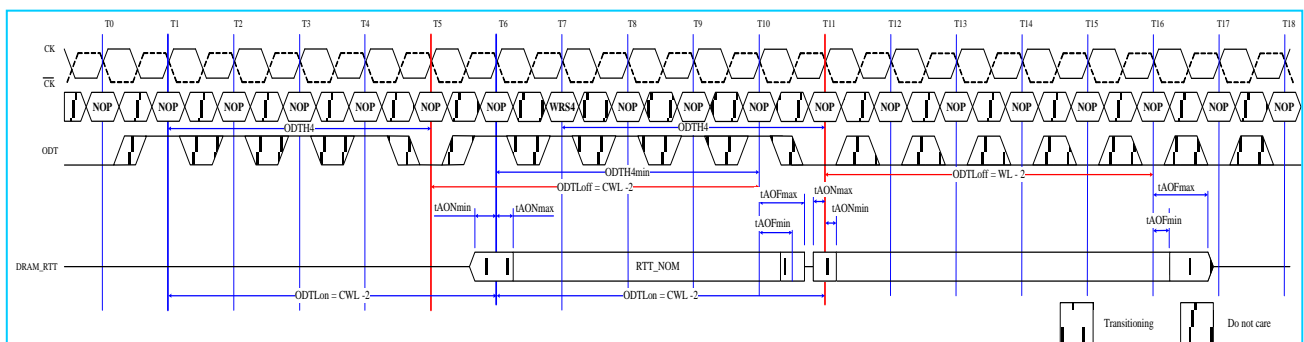 T0 T1 T2 T3 T4 T5 T6 T7 T8 T9 T10 T11 T12 T13 T14 T15 T16 T17 T18
CK
CK
NOP NOP NOP NOP NOP NOP NOP WRS4 NOP NOP NOP NOP NOP NOP NOP NOP NOP NOP NOP
ODTH4 ODTH4
ODT
ODTH4min ODTLoff = WL - 2
ODTLoff = CWL -2 tAOFmax
tAOFmax tAONmax
tAONmin tAONmax tAONmin
tAOFmin tAOFmin
DRAM_RTT RTT_NOM
ODTLon = CWL -2 ODTLon = CWL -2
Transitioning Do not care